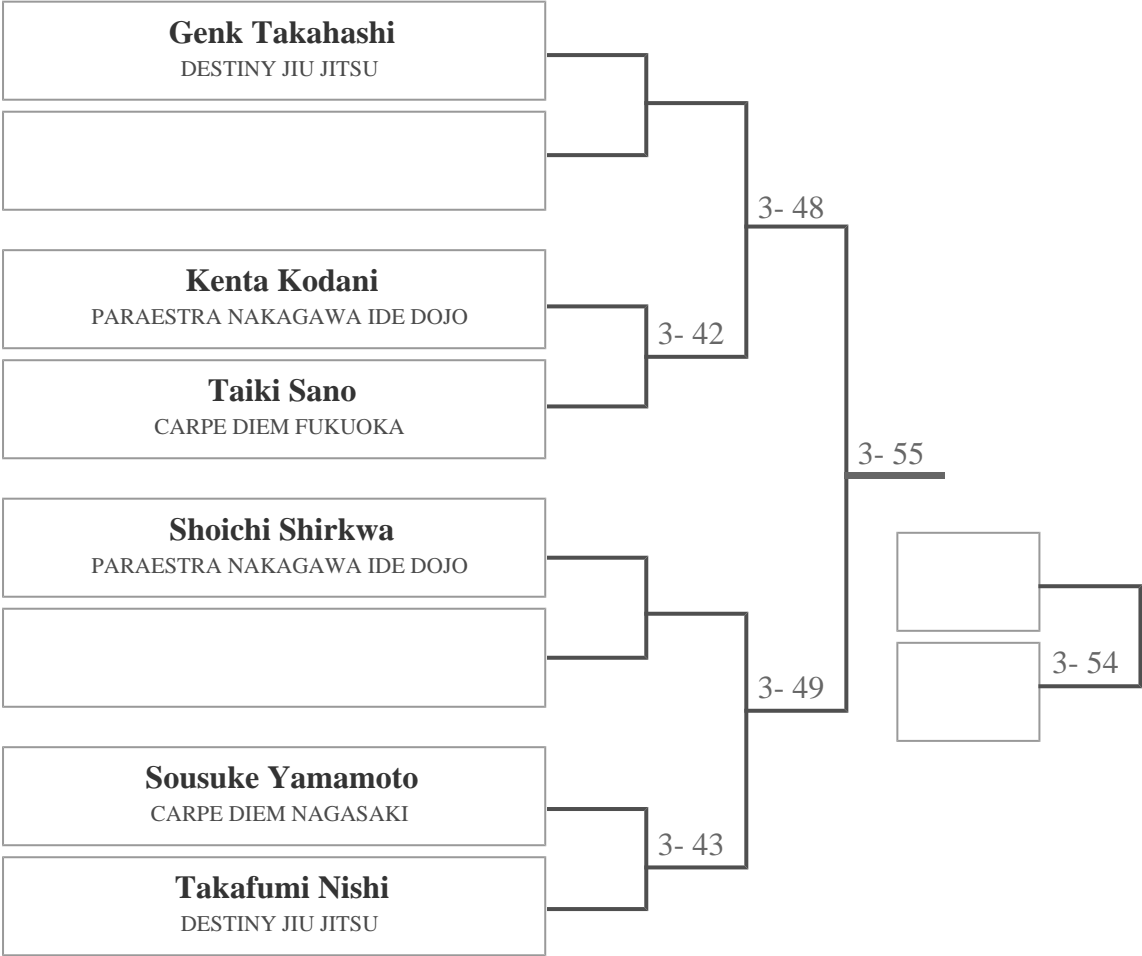 Genk Takahashi
DESTINY JIU JITSU
3- 48
Kenta Kodani
PARAESTRA NAKAGAWA IDE DOJO
3- 42
Taiki Sano
CARPE DIEM FUKUOKA
3- 55
Shoichi Shirkwa
PARAESTRA NAKAGAWA IDE DOJO
3- 54
3- 49
Sousuke Yamamoto
CARPE DIEM NAGASAKI
3- 43
Takafumi Nishi
DESTINY JIU JITSU